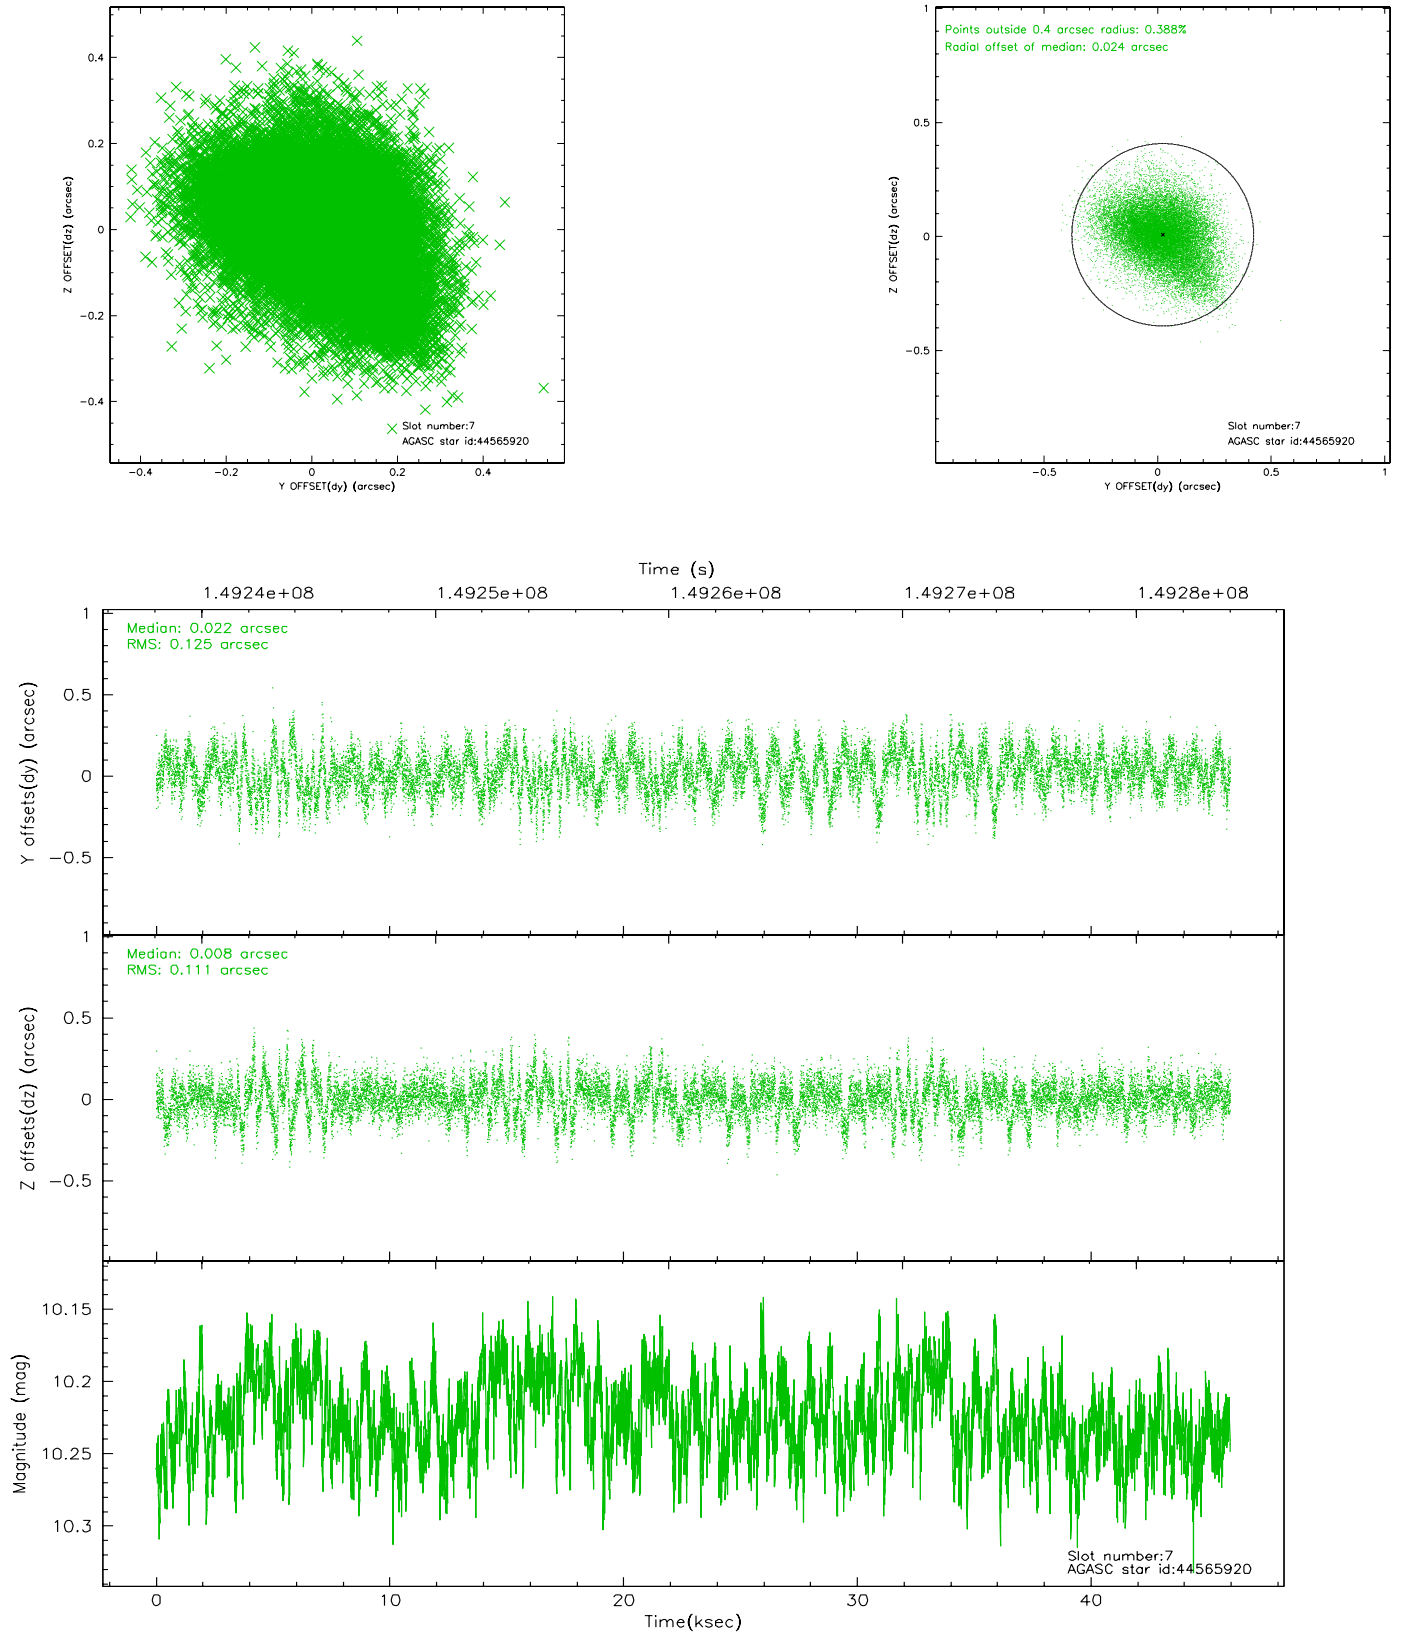 0.4
0.2
0
−0.2
−0.4
Z OFFSET(dz) (arcsec)
Slot number:7
AGASC star id:44565920
−0.4 −0.2 0 0.2 0.4
Y OFFSET(dy) (arcsec)
Points outside 0.4 arcsec radius: 0.388%
Radial offset of median: 0.024 arcsec
1
0.5
0
−0.5
Z OFFSET(dz) (arcsec)
Slot number:7
AGASC star id:44565920
−0.5 0 0.5 1
Y OFFSET(dy) (arcsec)
Time (s)
1.4924e+08 1.4925e+08 1.4926e+08 1.4927e+08 1.4928e+08
Median: 0.022 arcsec
RMS: 0.125 arcsec
1
0.5
0
−0.5
Y offsets(dy) (arcsec)
Median: 0.008 arcsec
RMS: 0.111 arcsec
1
0.5
0
−0.5
Z offsets(dz) (arcsec)
10.15
10.2
10.25
10.3
Magnitude (mag)
Slot number:7
AGASC star id:44565920
0 10 20 30 40
Time(ksec)